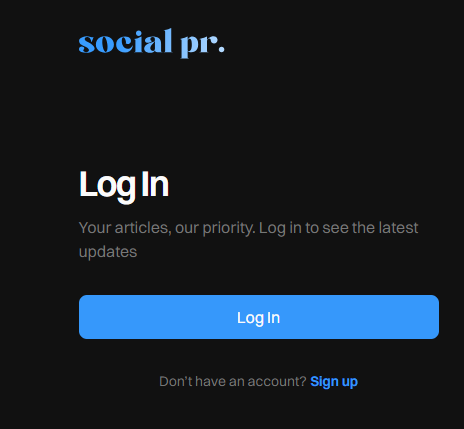 social pr.
Log In
Your articles, our priority. Log in to see the latest
updates
Log In
Don't have an account? Sign up